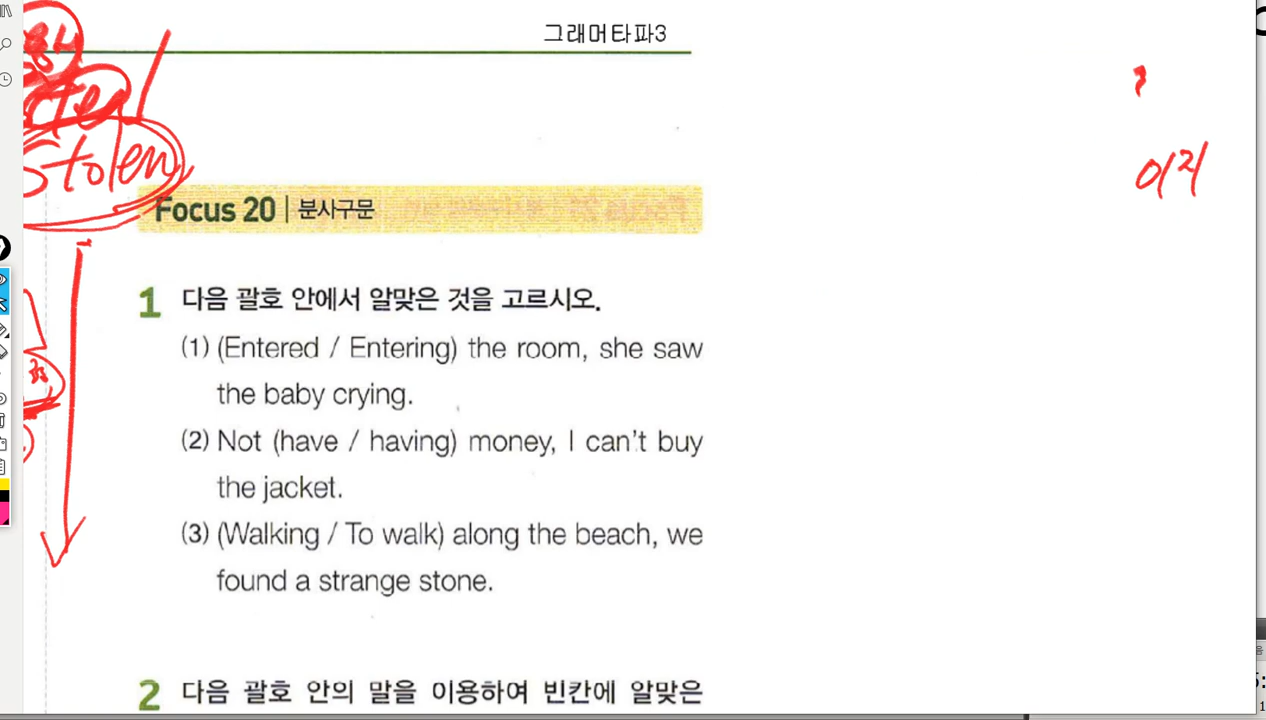 그래머타파3
Stolen
Focus 20 | 분사구문
1 다음 괄호 안에서 알맞은 것을 고르시오.
(1) (Entered / Entering) the room, she saw
the baby crying.
(2) Not (have / having) money, I can't buy
the jacket.
(3) (Walking / To walk) along the beach, we
found a strange stone.
2 다음 괄호 안의 말을 이용하여 빈칸에 알맞은